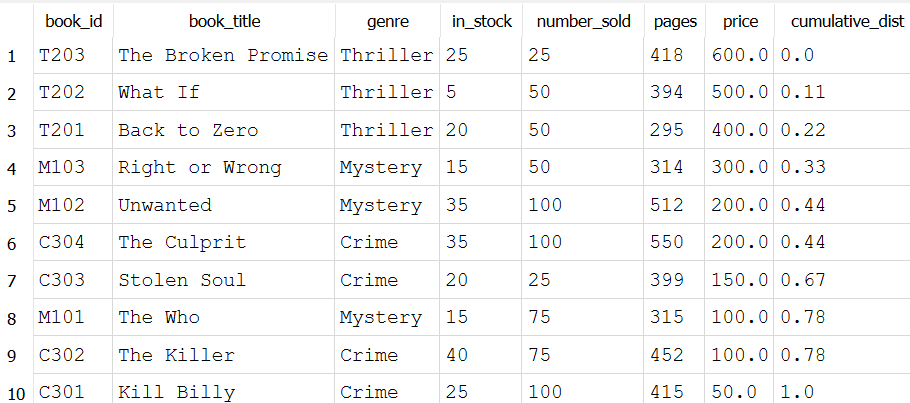 book_id book_title genre in_stock number_sold pages price cumulative_dist
1 T203 The Broken Promise Thriller 25 25 418 600.0 0.0
2 T202 What If Thriller 5 50 394 500.0 0.11
3 T201 Back to Zero Thriller 20 50 295 400.0 0.22
4 M103 Right or Wrong Mystery 15 50 314 300.0 0.33
5 M102 Unwanted Mystery 35 100 512 200.0 0.44
6 C304 The Culprit Crime 35 100 550 200.0 0.44
7 C303 Stolen Soul Crime 20 25 399 150.0 0.67
8 M101 The Who Mystery 15 75 315 100.0 0.78
9 C302 The Killer Crime 40 75 452 100.0 0.78
10 C301 Kill Billy Crime 25 100 415 50.0 1.0